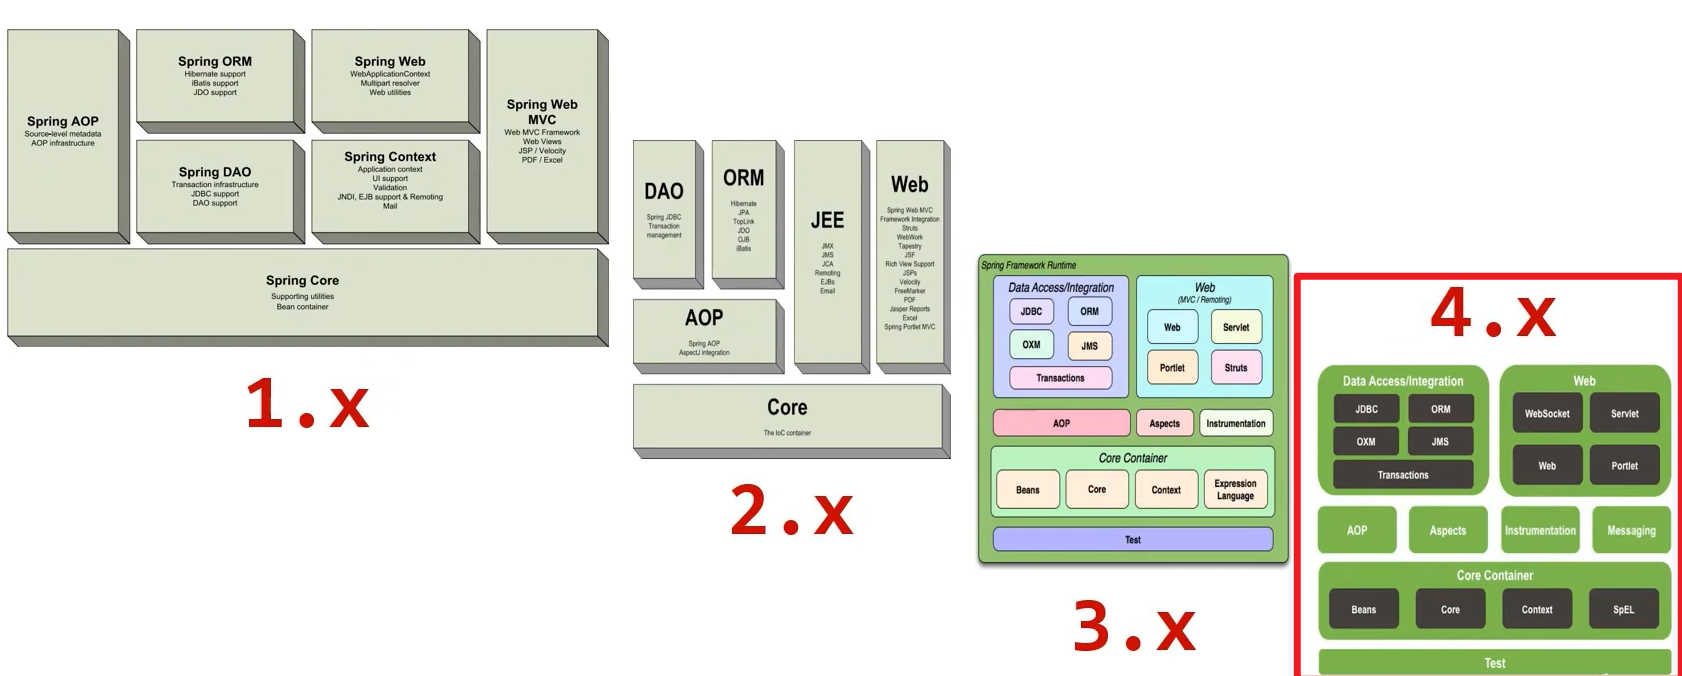 Spring AOP
Source-level metadata
AOP infrastructure
Spring ORM
Hibernate support
iBatis support
JDO support
Spring Web
WebApplicationContext
Multipart resolver
Web utilities
Spring Web
MVC
Web MVC Framework
Web Views
JSP / Velocity
PDF / Excel
Spring DAO
Transaction infrastructure
JDBC support
DAO support
Spring Context
Application context
UI support
Validation
JNDI, EJB support & Remoting
Mail
Spring Core
Supporting utilities
Bean container
1.x
DAO
Spring JDBC
Transaction
management
ORM
Hibernate
JPA
TopLink
JDO
OJB
iBatis
JEE
JMX
JMS
JCA
Remoting
EJBs
Email
Web
Spring Web MVC
Framework Integration
Struts
WebWork
Tapestry
JSF
Rich View Support
JSPs
Velocity
FreeMarker
PDF
Jasper Reports
Excel
Spring Portlet MVC
AOP
Spring AOP
AspectJ integration
Core
The IoC container
2.x
Spring Framework Runtime
Data Access/Integration
JDBC
ORM
OXM
JMS
Transactions
Web
(MVC / Remoting)
Web
Servlet
Portlet
Struts
AOP
Aspects
Instrumentation
Core Container
Beans
Core
Context
Expression
Language
Test
3.x
4.x
Data Access/Integration
JDBC
ORM
OXM
JMS
Transactions
Web
WebSocket
Servlet
Web
Portlet
AOP
Aspects
Instrumentation
Messaging
Core Container
Beans
Core
Context
SpEL
Test